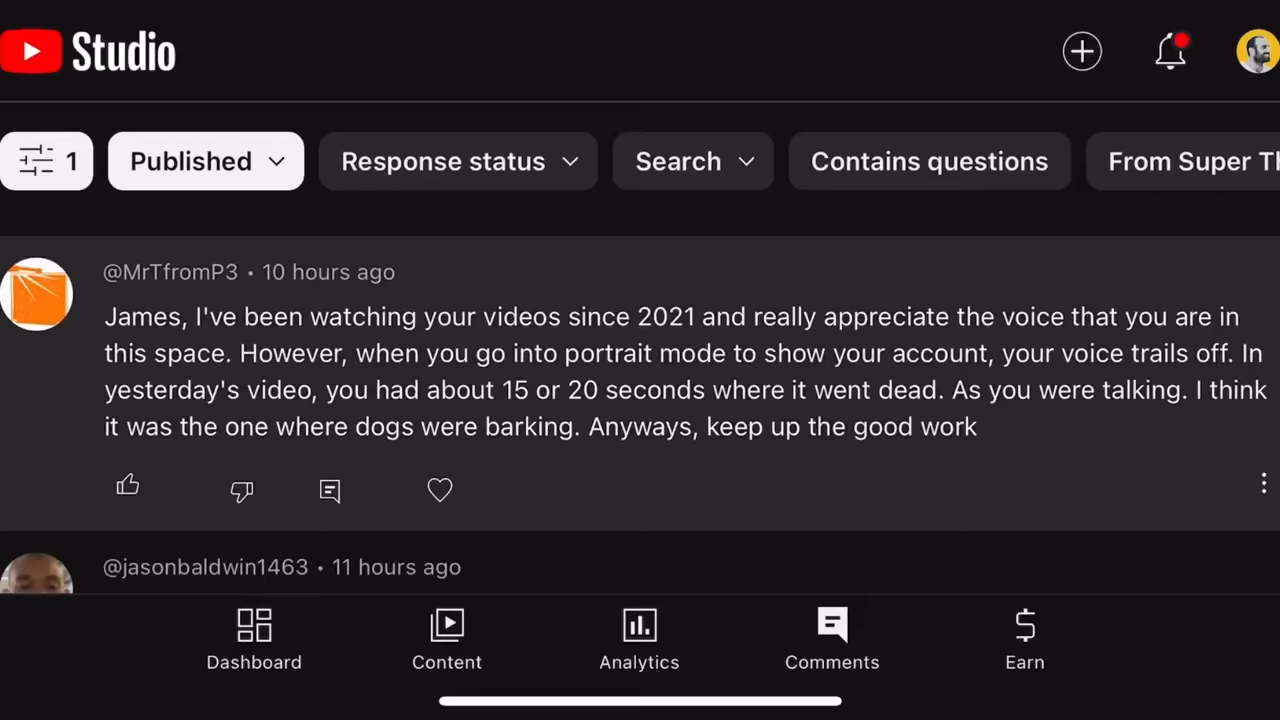 Studio
1 Published Response status Search Contains questions From Super Th
@MrTfromP3 • 10 hours ago
James, I've been watching your videos since 2021 and really appreciate the voice that you are in
this space. However, when you go into portrait mode to show your account, your voice trails off. In
yesterday's video, you had about 15 or 20 seconds where it went dead. As you were talking. I think
it was the one where dogs were barking. Anyways, keep up the good work
@jasonbaldwin1463 • 11 hours ago
Dashboard Content Analytics Comments Earn